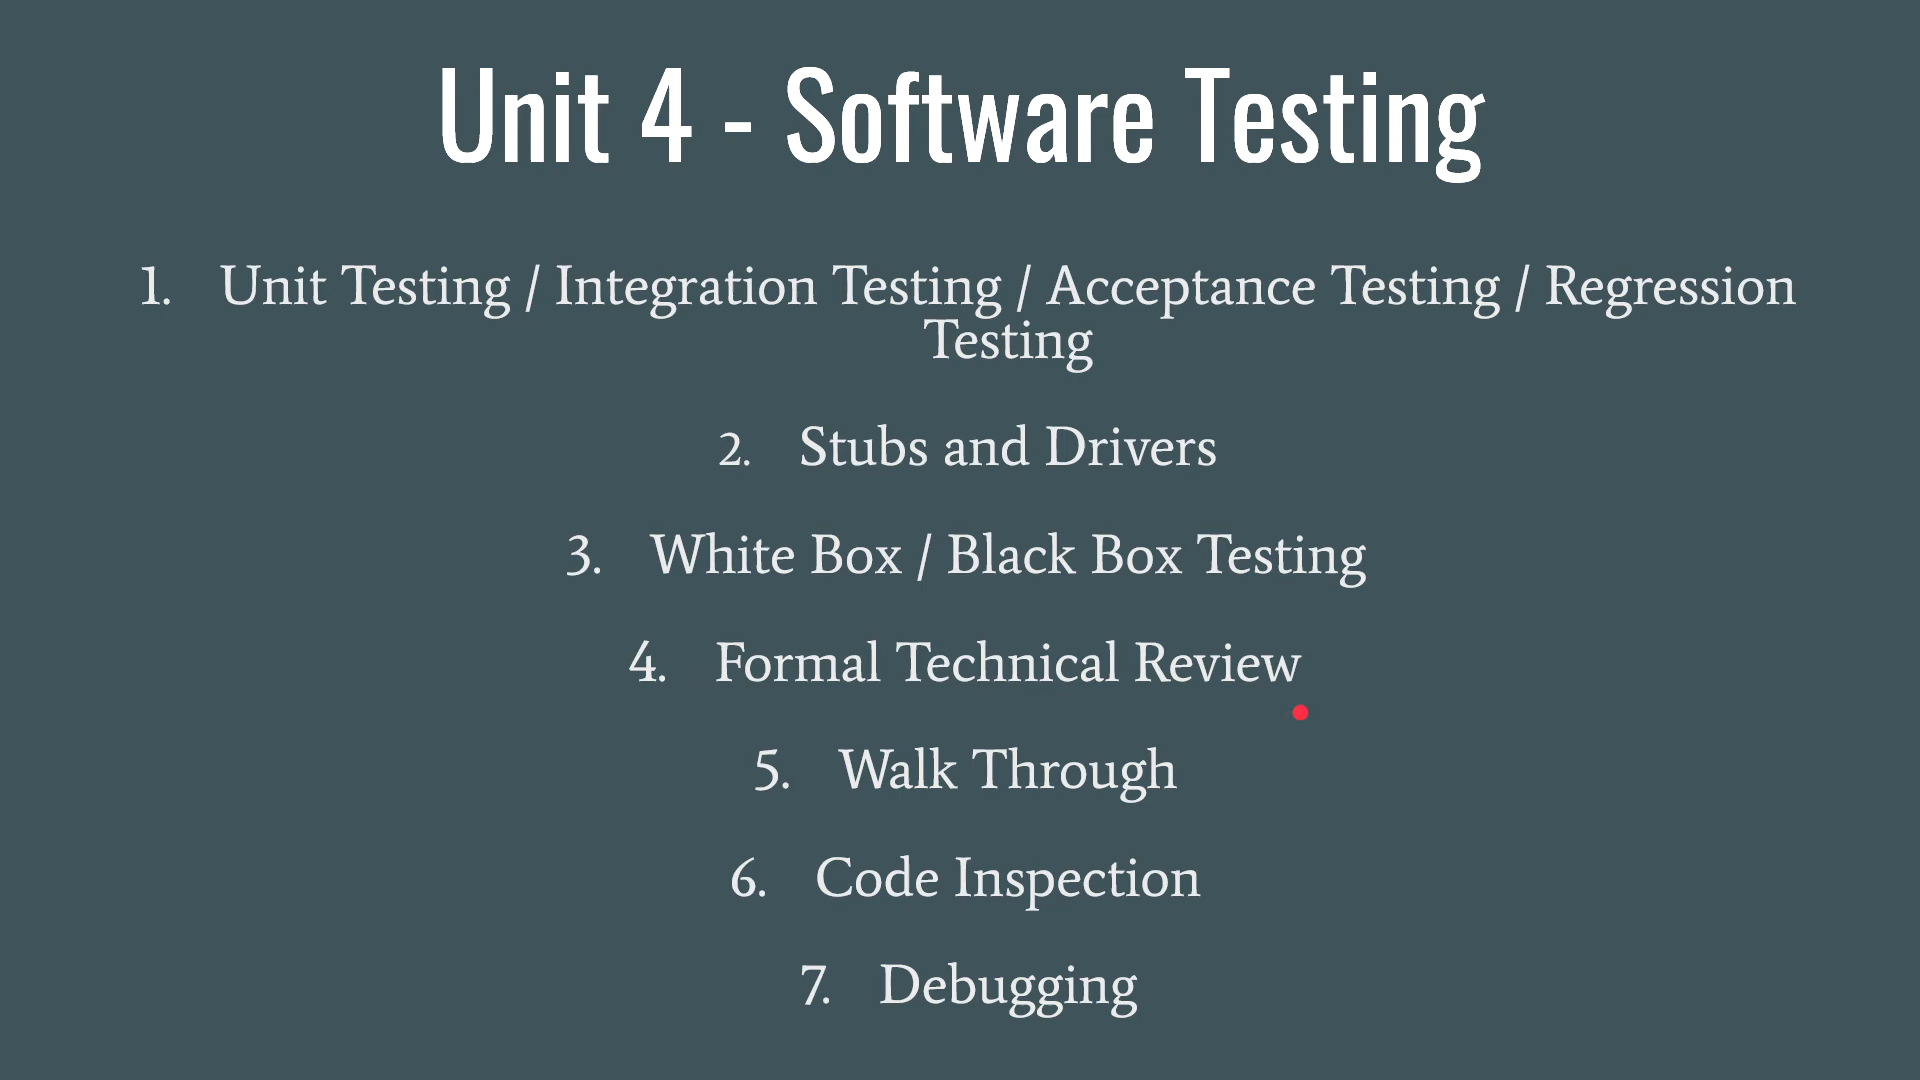 Unit 4 - Software Testing
1. Unit Testing / Integration Testing / Acceptance Testing / Regression
Testing
2. Stubs and Drivers
3. White Box / Black Box Testing
4. Formal Technical Review
5. Walk Through
6. Code Inspection
7. Debugging